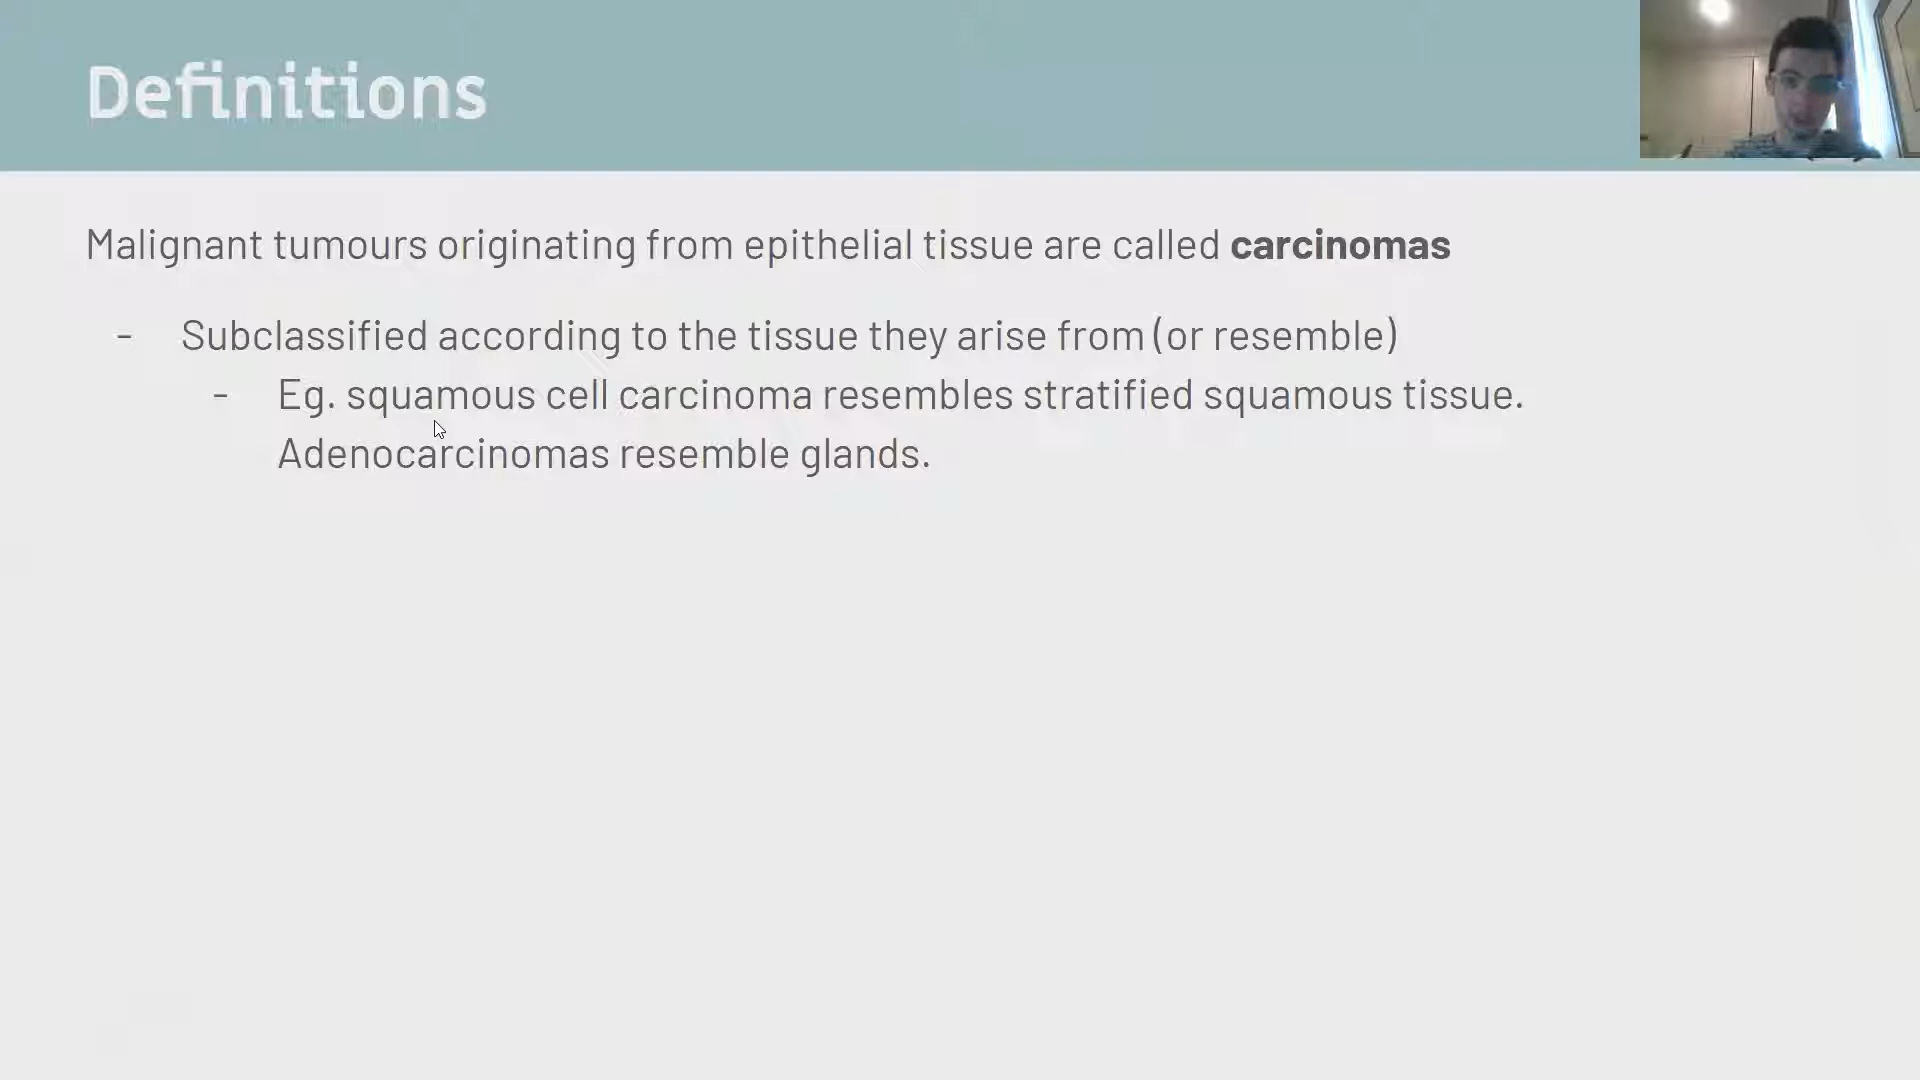 Definitions
Malignant tumours originating from epithelial tissue are called carcinomas
- Subclassified according to the tissue they arise from (or resemble)
- Eg. squamous cell carcinoma resembles stratified squamous tissue.
Adenocarcinomas resemble glands.